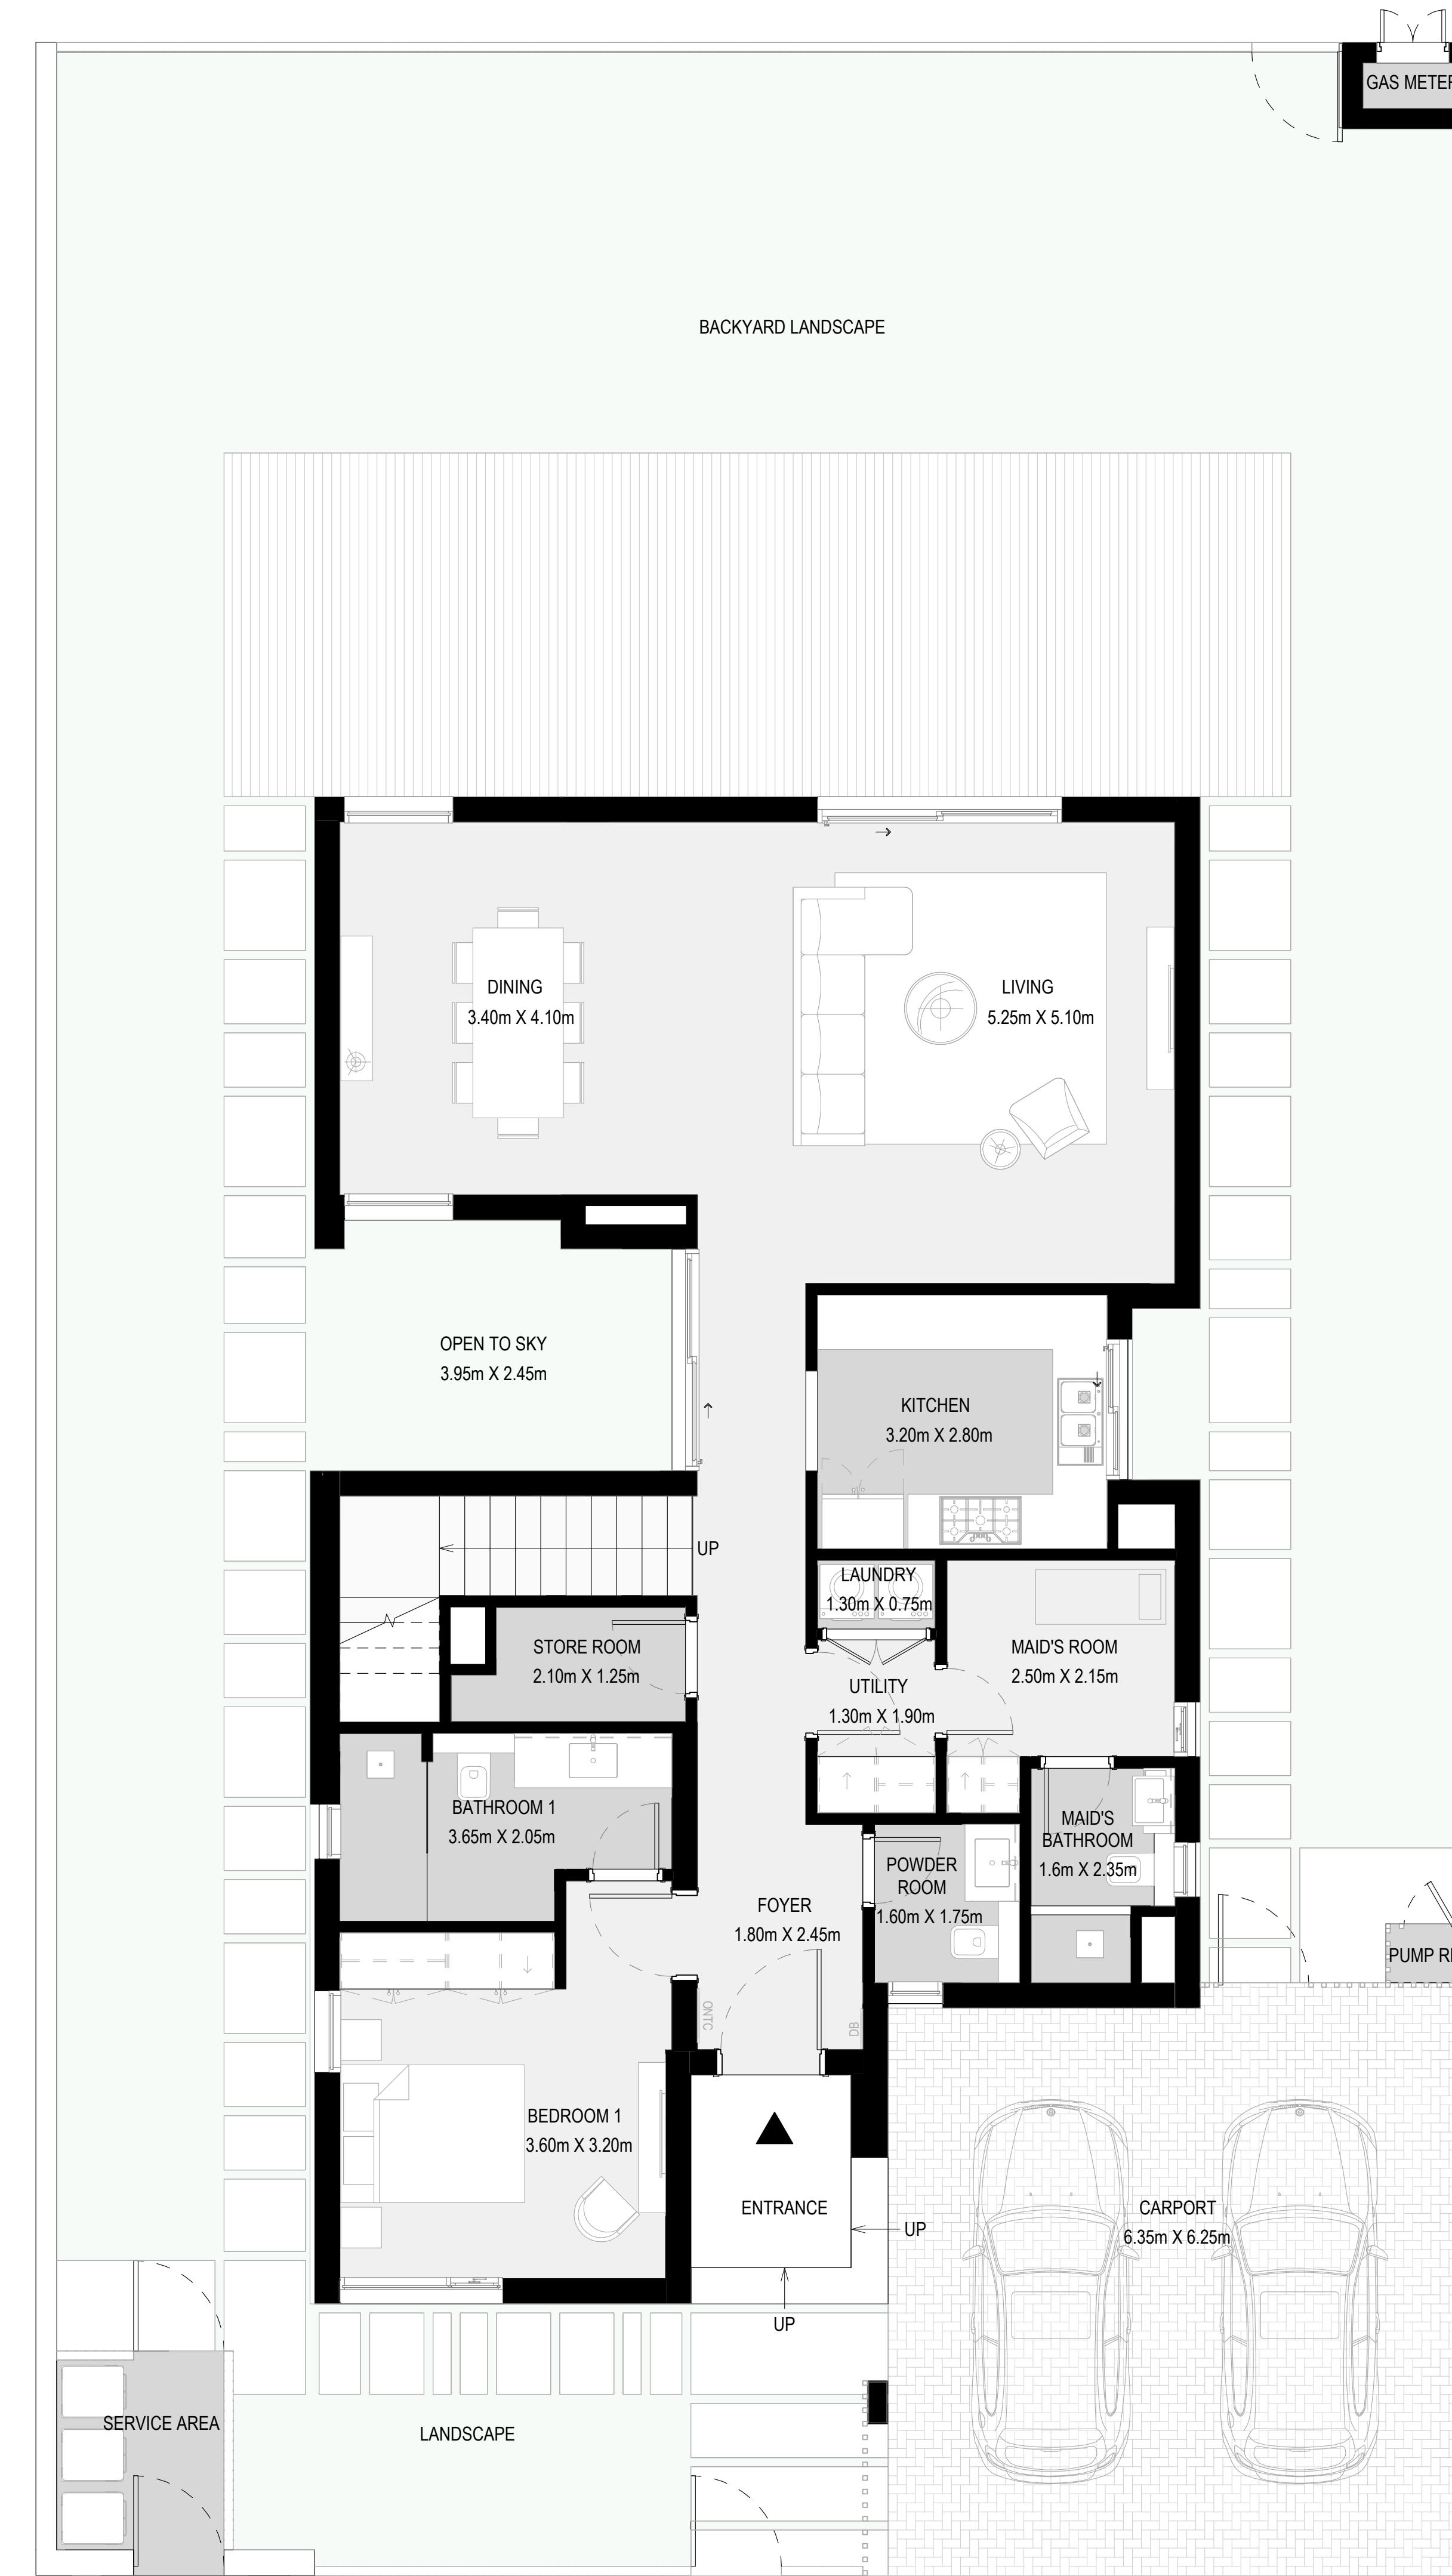 GAS METER
BACKYARD LANDSCAPE
DINING
3.40m X 4.10m
LIVING
5.25m X 5.10m
OPEN TO SKY
3.95m X 2.45m
KITCHEN
3.20m X 2.80m
UP
LAUNDRY
1.30m X 0.75m
STORE ROOM
2.10m X 1.25m
MAID'S ROOM
2.50m X 2.15m
UTILITY
1.30m X 1.90m
BATHROOM 1
3.65m X 2.05m
MAID'S
BATHROOM
1.6m X 2.35m
POWDER
ROOM
1.60m X 1.75m
FOYER
1.80m X 2.45m
PUMP R
ONTC
DB
BEDROOM 1
3.60m X 3.20m
ENTRANCE
UP
CARPORT
6.35m X 6.25m
UP
SERVICE AREA
LANDSCAPE